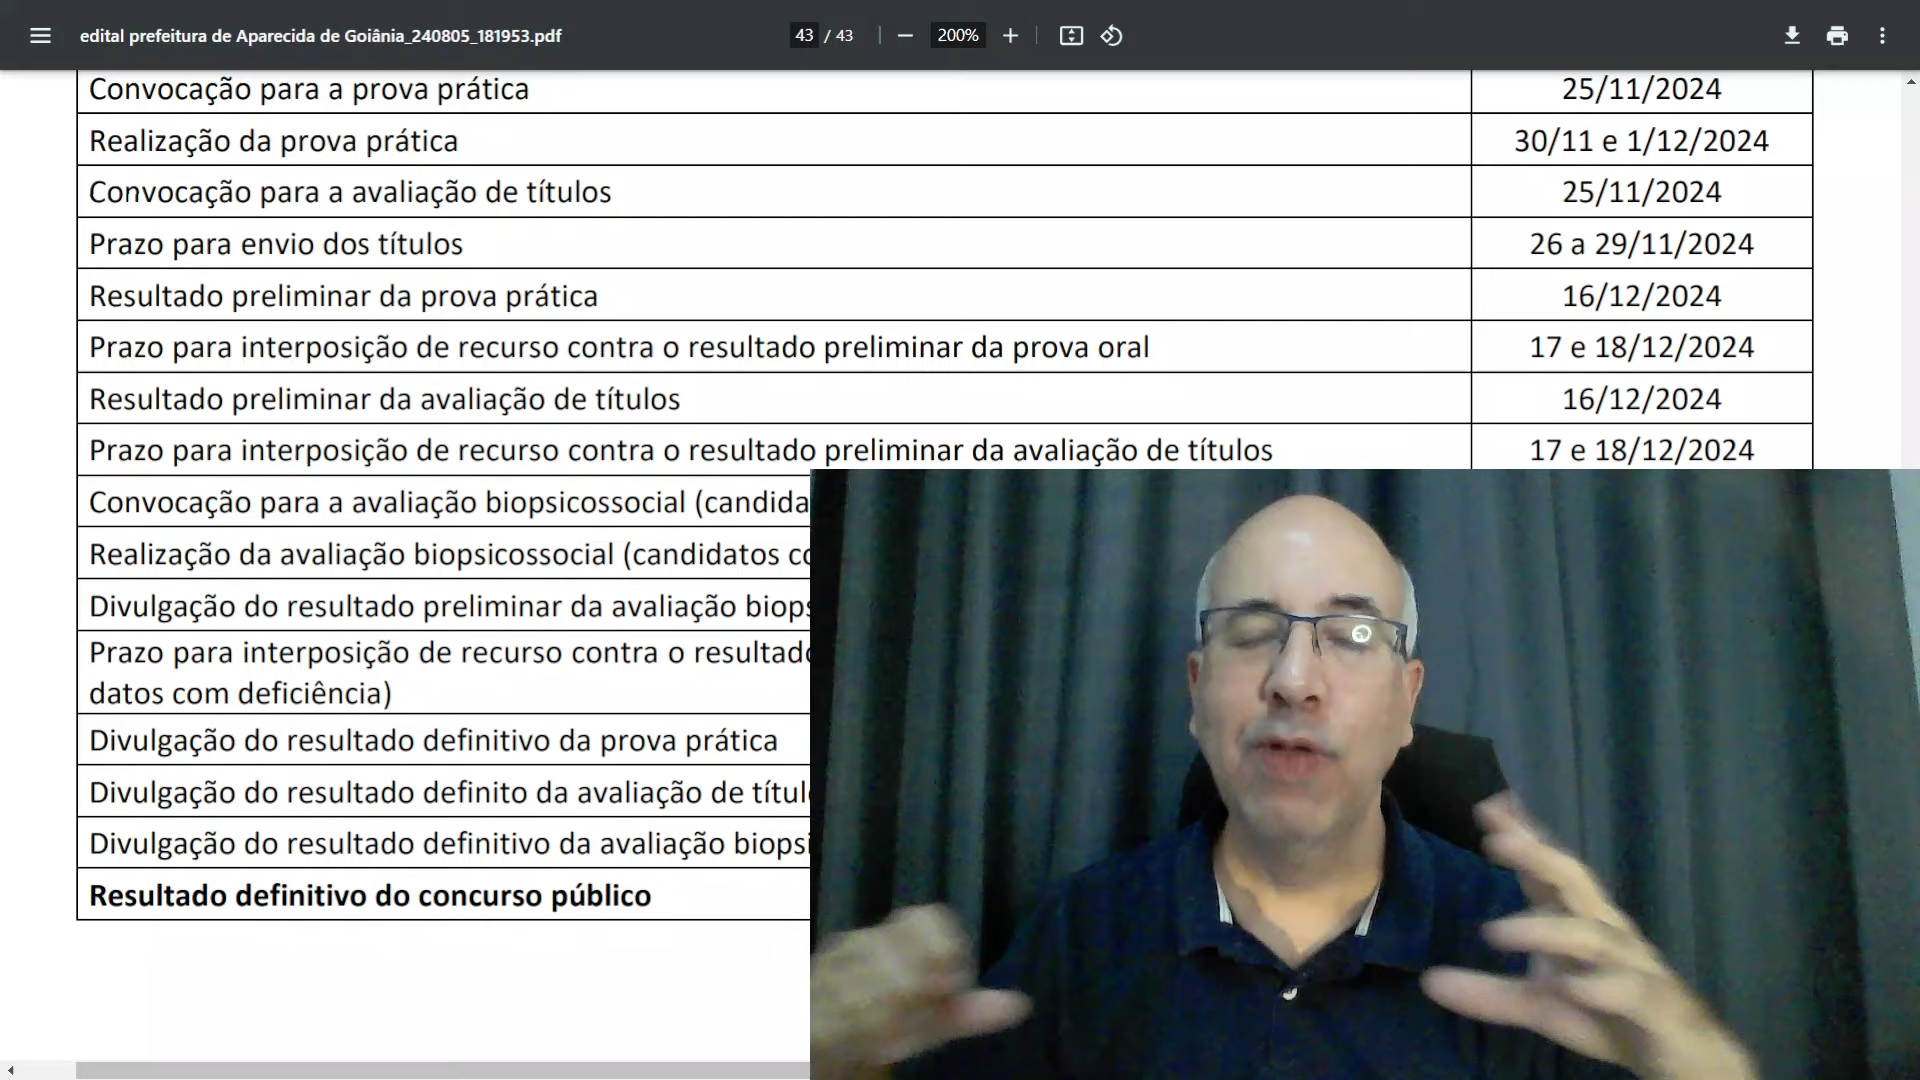 edital prefeitura de Aparecida de Goiânia_240805_181953.pdf
43 / 43
200%
Convocação para a prova prática 25/11/2024
Realização da prova prática 30/11 e 1/12/2024
Convocação para a avaliação de títulos 25/11/2024
Prazo para envio dos títulos 26 a 29/11/2024
Resultado preliminar da prova prática 16/12/2024
Prazo para interposição de recurso contra o resultado preliminar da prova oral 17 e 18/12/2024
Resultado preliminar da avaliação de títulos 16/12/2024
Prazo para interposição de recurso contra o resultado preliminar da avaliação de títulos 17 e 18/12/2024
Convocação para a avaliação biopsicossocial (candida
Realização da avaliação biopsicossocial (candidatos
Divulgação do resultado preliminar da avaliação biops
Prazo para interposição de recurso contra o resultad
datos com deficiência)
Divulgação do resultado definitivo da prova prática
Divulgação do resultado definito da avaliação de títul
Divulgação do resultado definitivo da avaliação biopsi
Resultado definitivo do concurso público